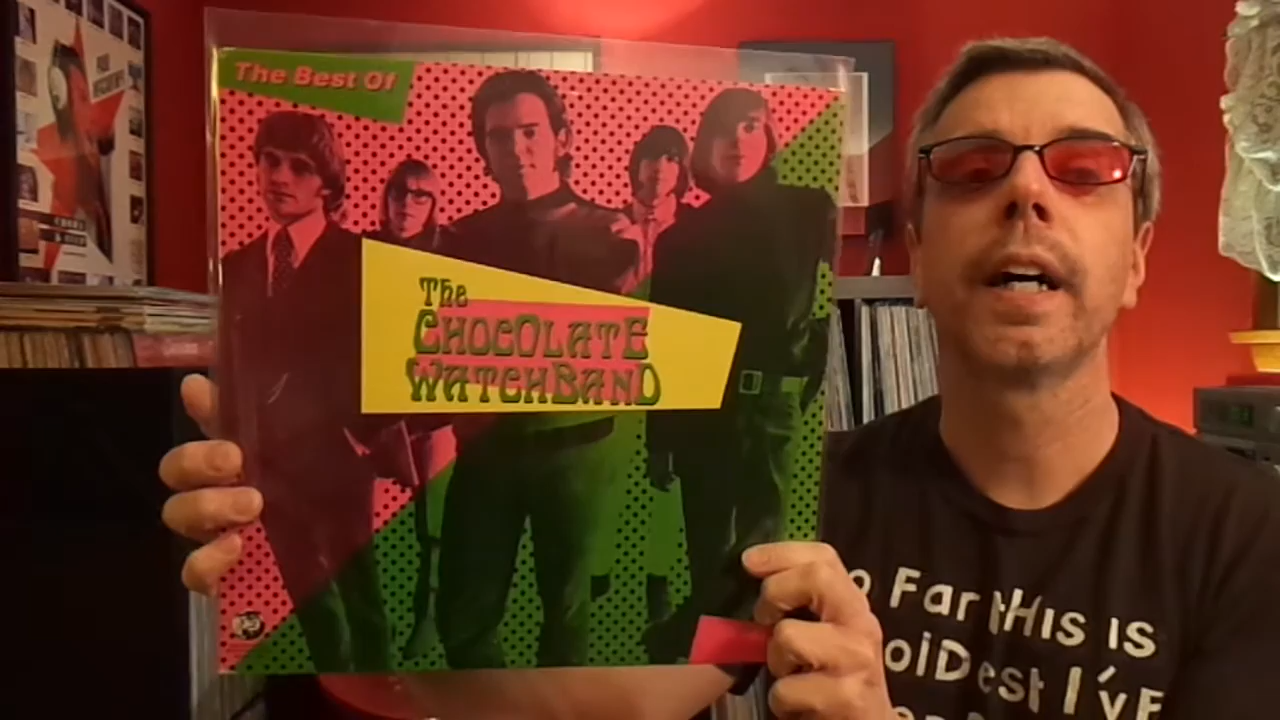 The Best Of
The
CHOCOLATE
WATCHBAND
Far tHis is
oiDest I'vE